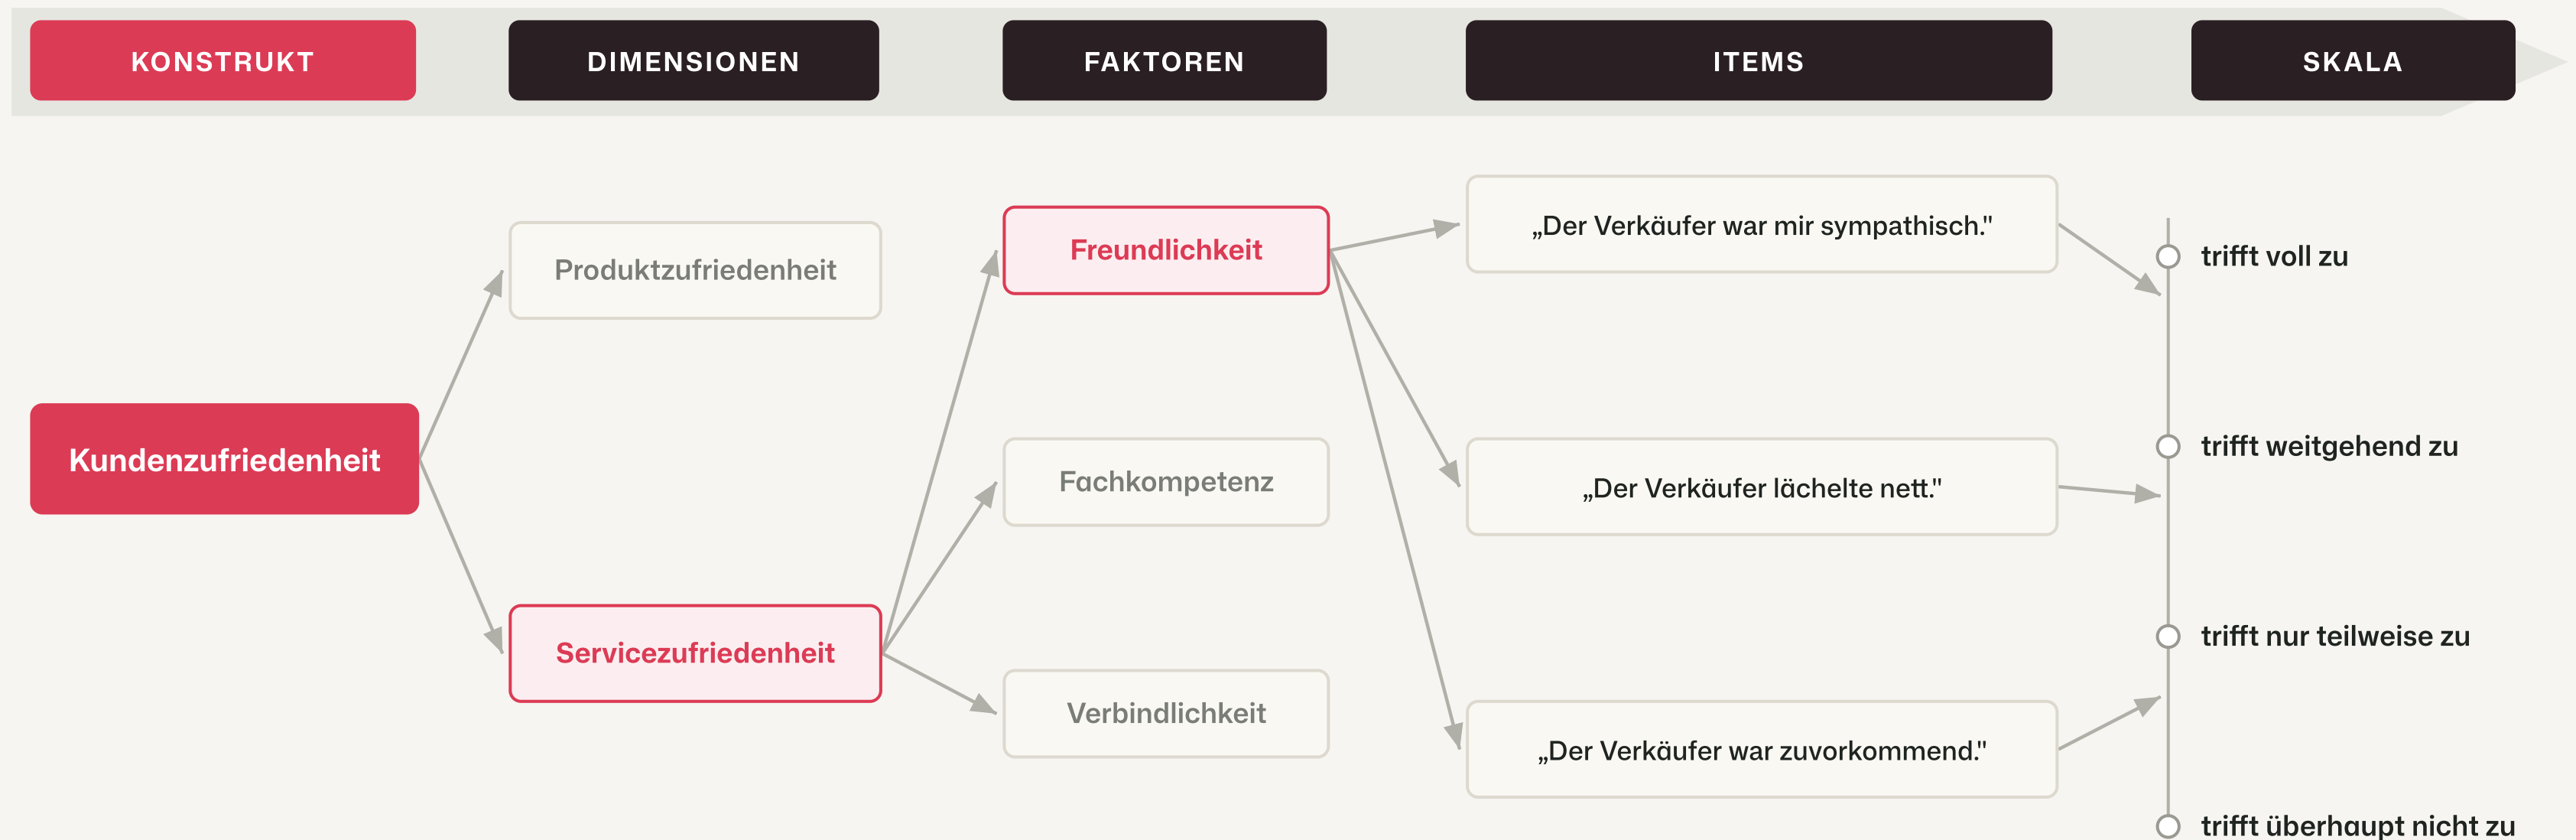 KONSTRUKT
DIMENSIONEN
FAKTOREN
ITEMS
SKALA
Kundenzufriedenheit
Produktzufriedenheit
Servicezufriedenheit
Freundlichkeit
Fachkompetenz
Verbindlichkeit
„Der Verkäufer war mir sympathisch."
„Der Verkäufer lächelte nett."
„Der Verkäufer war zuvorkommend."
trifft voll zu
trifft weitgehend zu
trifft nur teilweise zu
trifft überhaupt nicht zu